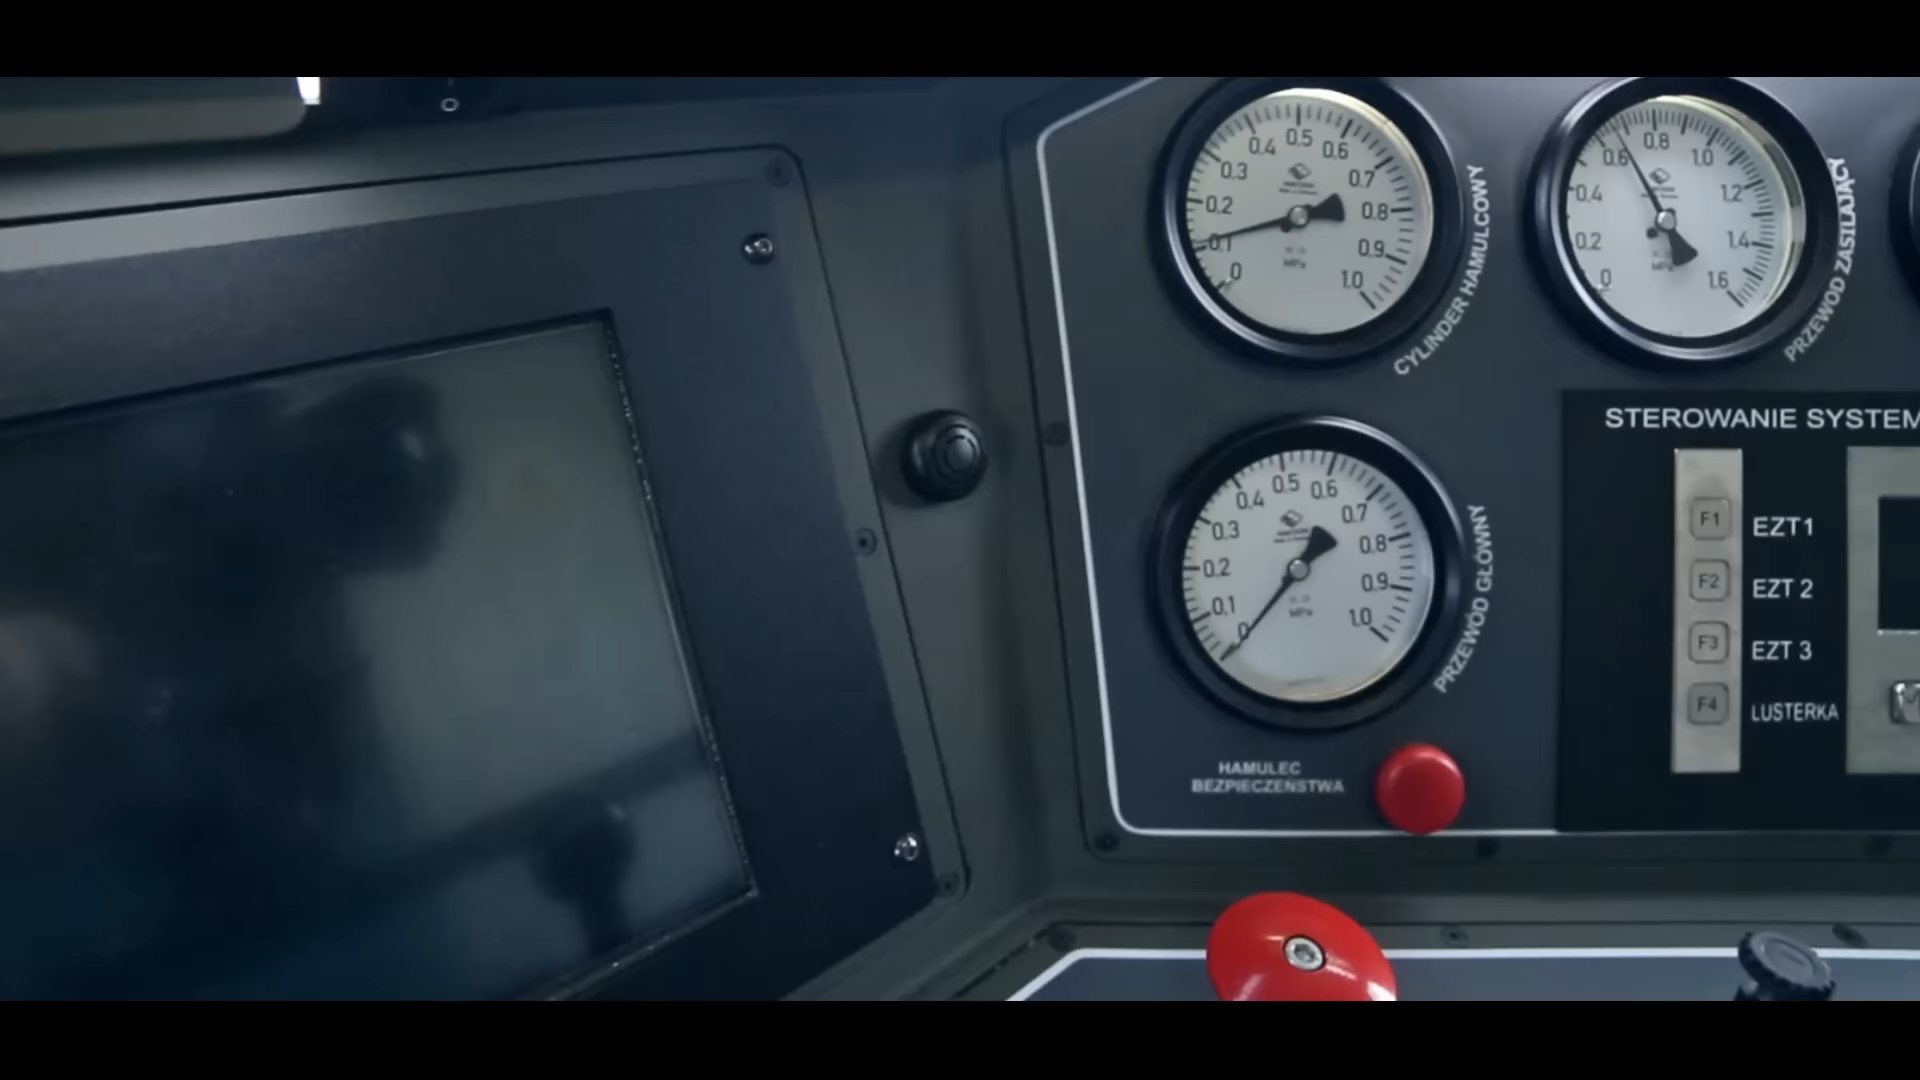 0 0.1 0.2 0.3 0.4 0.5 0.6 0.7 0.8 0.9 1.0
MPa
CYLINDER HAMULCOWY
0 0.2 0.4 0.6 0.8 1.0 1.2 1.4 1.6
MPa
PRZEWÓD ZASILAJĄCY
0 0.1 0.2 0.3 0.4 0.5 0.6 0.7 0.8 0.9 1.0
MPa
PRZEWÓD GŁÓWNY
HAMULEC
BEZPIECZEŃSTWA
STEROWANIE SYSTEM
F1 EZT1
F2 EZT 2
F3 EZT 3
F4 LUSTERKA